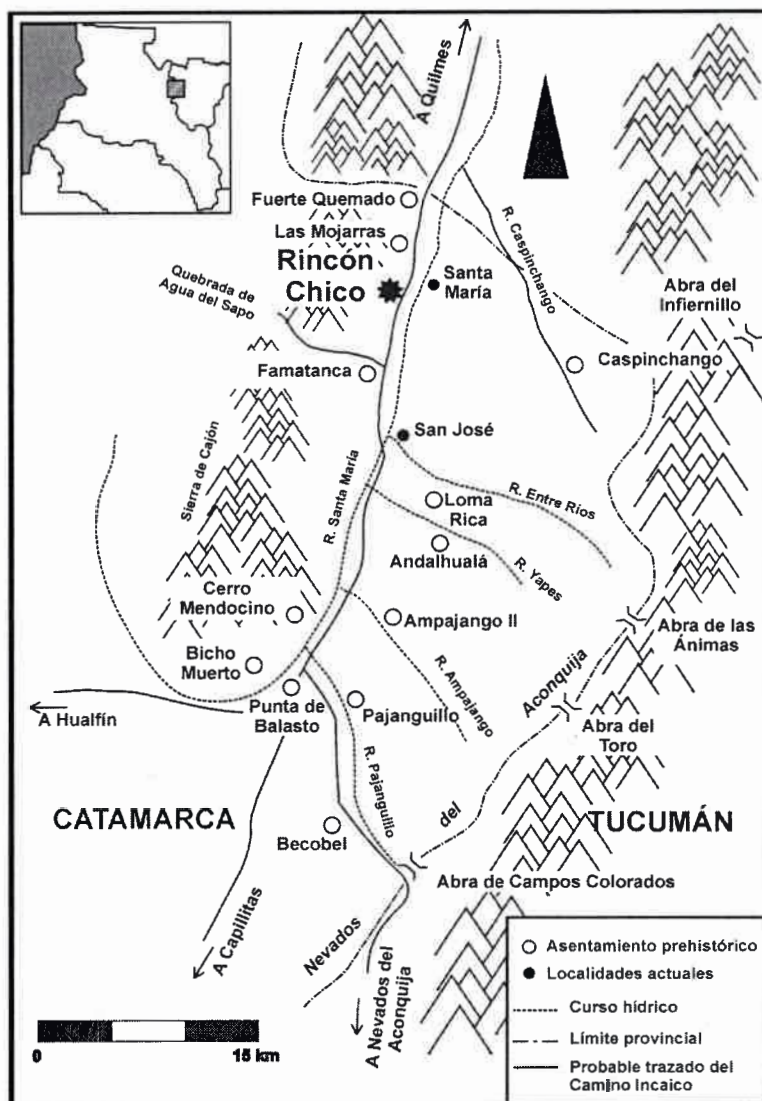 A Quilmes
Fuerte Quemado
Las Mojarras
Rincón
Chico
Quebrada de
Agua del Sapo
Santa
María
R. Caspinchango
Abra del
Infiernillo
Caspinchango
Famatanca
San José
Sierra de Cajón
R. Santa María
Loma
Rica
R. Entre Ríos
Andalhualá
R. Yapes
Cerro
Mendocino
Ampajango II
Abra de las
Ánimas
Bicho
Muerto
R. Ampajango
Aconquija
Punta de
Balasto
Pajanguillo
Abra del
Toro
A Hualfín
R. Pajanguillo
del
CATAMARCA
TUCUMÁN
Becobel
Abra de Campos Colorados
A Capillitas
Nevados
A Nevados del
Aconquija
Asentamiento prehistórico
Localidades actuales
Curso hídrico
Límite provincial
Probable trazado del
Camino Incaico
0 15 km